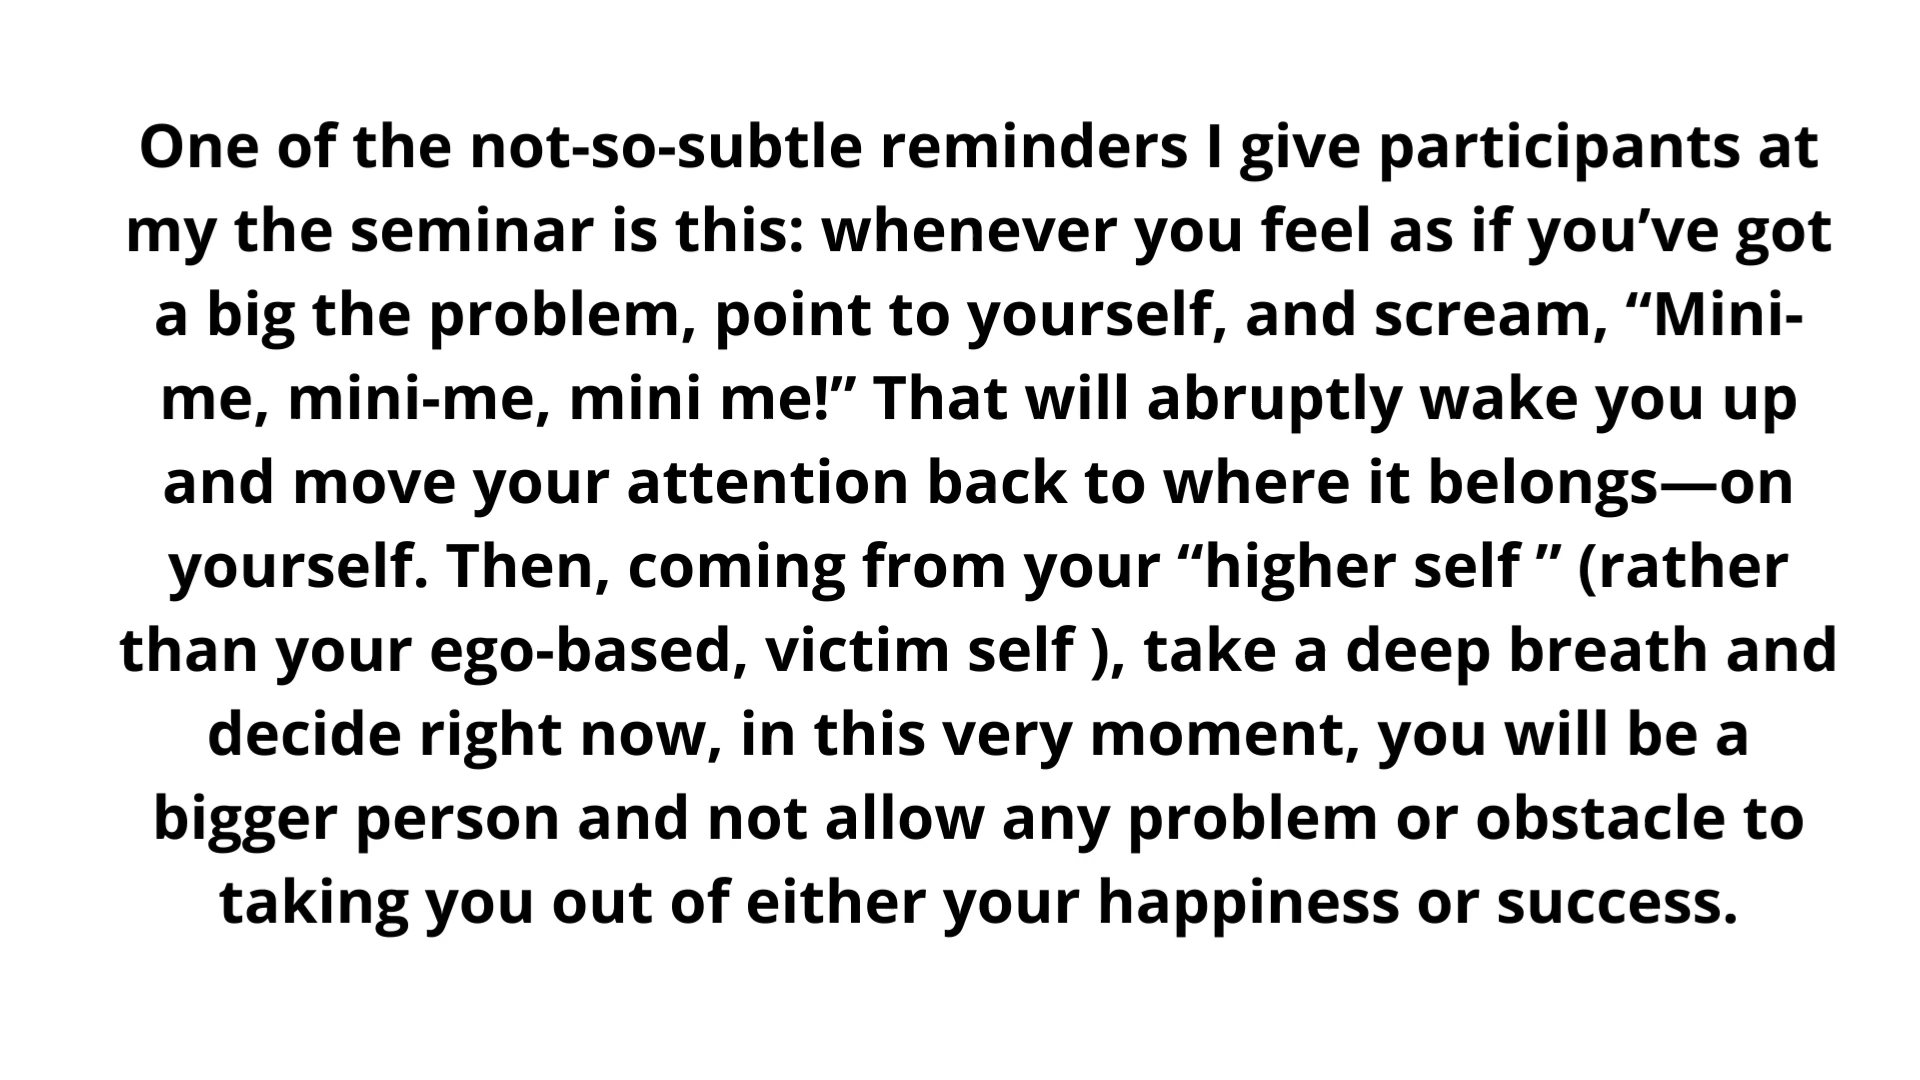 One of the not-so-subtle reminders I give participants at
my the seminar is this: whenever you feel as if you’ve got
a big the problem, point to yourself, and scream, “Mini-
me, mini-me, mini me!” That will abruptly wake you up
and move your attention back to where it belongs—on
yourself. Then, coming from your “higher self ” (rather
than your ego-based, victim self ), take a deep breath and
decide right now, in this very moment, you will be a
bigger person and not allow any problem or obstacle to
taking you out of either your happiness or success.